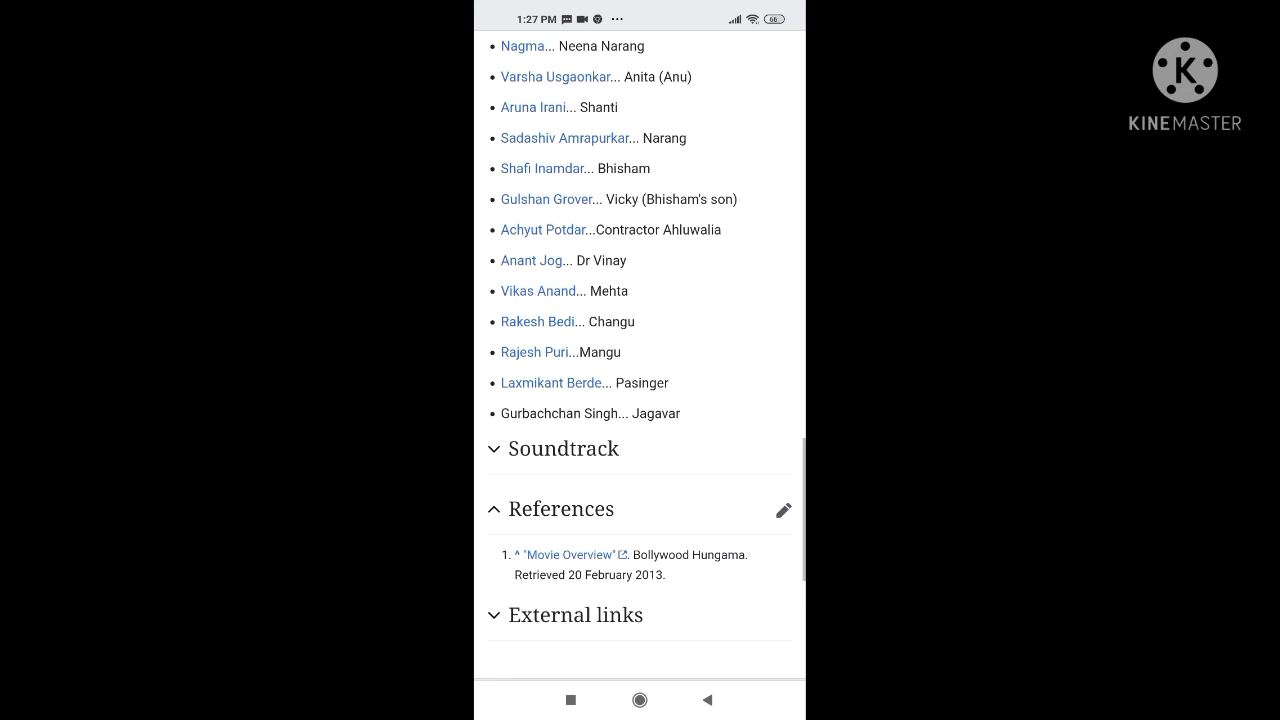 1:27 PM ...
66
Nagma... Neena Narang
Varsha Usgaonkar... Anita (Anu)
Aruna Irani... Shanti
Sadashiv Amrapurkar... Narang
Shafi Inamdar... Bhisham
Gulshan Grover... Vicky (Bhisham's son)
Achyut Potdar...Contractor Ahluwalia
Anant Jog... Dr Vinay
Vikas Anand... Mehta
Rakesh Bedi... Changu
Rajesh Puri...Mangu
Laxmikant Berde... Pasinger
Gurbachchan Singh... Jagavar
Soundtrack
References
1. ^ "Movie Overview". Bollywood Hungama.
Retrieved 20 February 2013.
External links
K
KINEMASTER